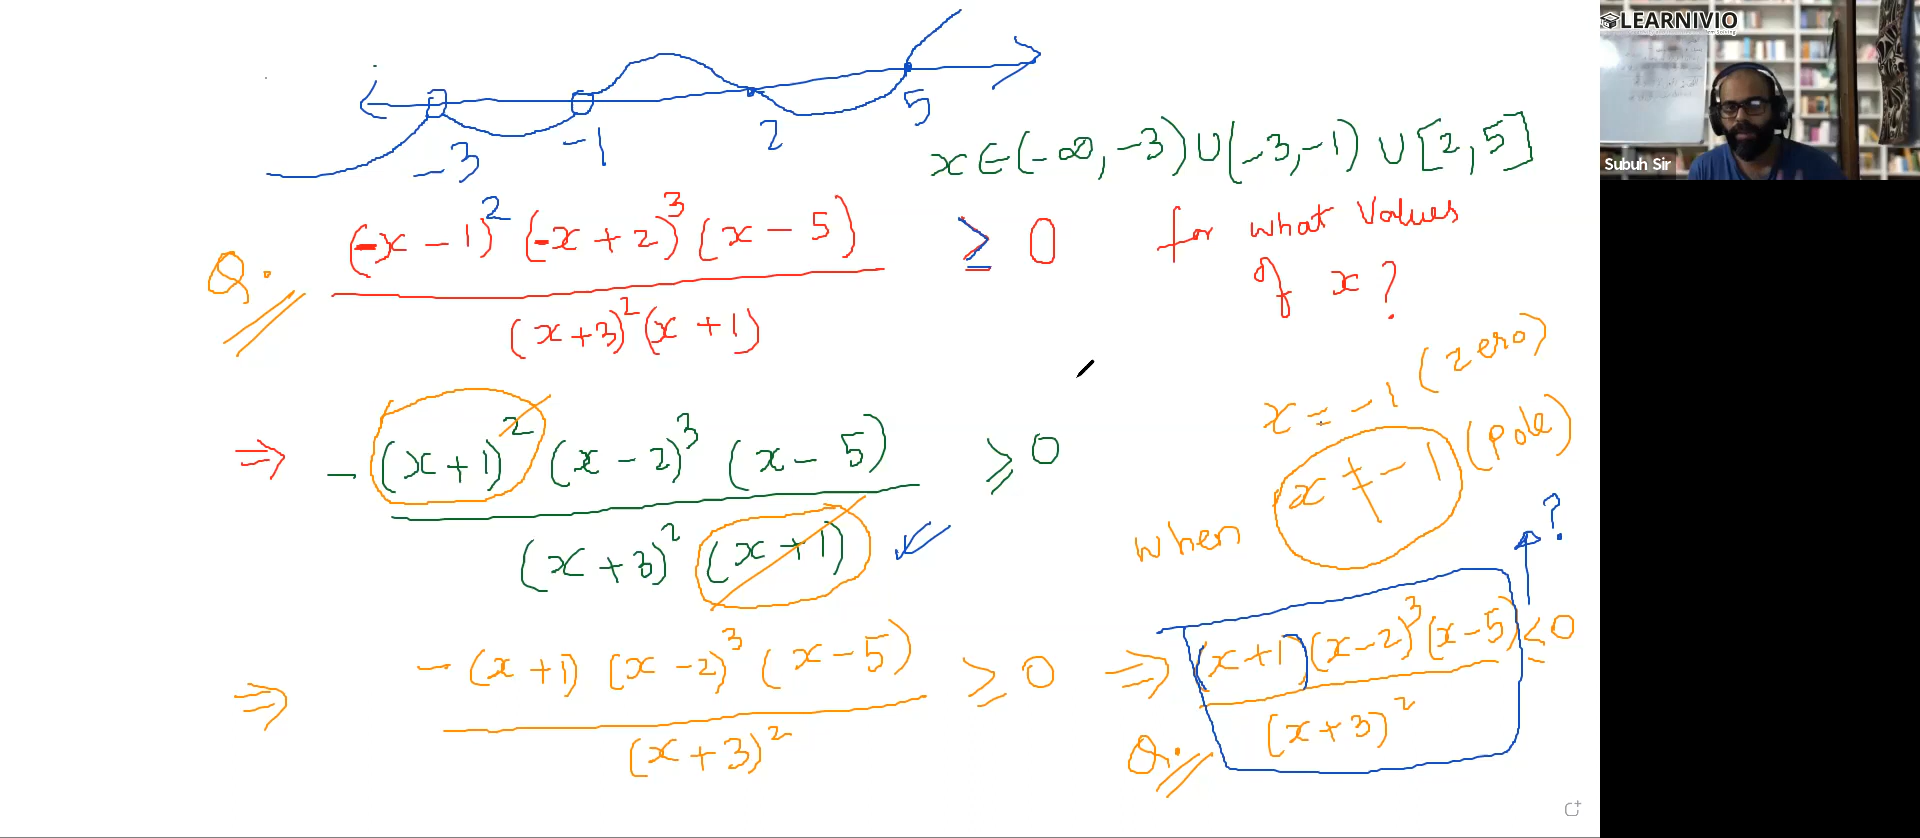 LEARNIVIO
Subuh Sir
-3 -1 2 5
x ∈ (-∞, -3) ∪ (-3, -1) ∪ [2, 5]
Q. (-x - 1)² (-x + 2)³ (x - 5) ≥ 0 for what values
(x + 3)² (x + 1) of x ?
⇒ - (x + 1)² (x - 2)³ (x - 5) ≥ 0
(x + 3)² (x + 1)
x = -1 (zero)
when x ≠ -1 (pole)
?
⇒ - (x + 1) (x - 2)³ (x - 5) ≥ 0
(x + 3)²
⇒ (x + 1) (x - 2)³ (x - 5) ≤ 0
Q. (x + 3)²